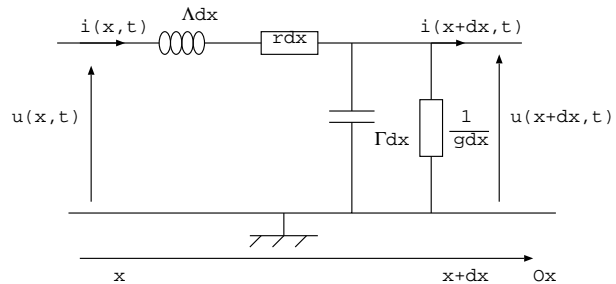 Λdx
i(x,t)
rdx
i(x+dx,t)
u(x,t)
Γdx
1
gdx
u(x+dx,t)
x
x+dx
Ox